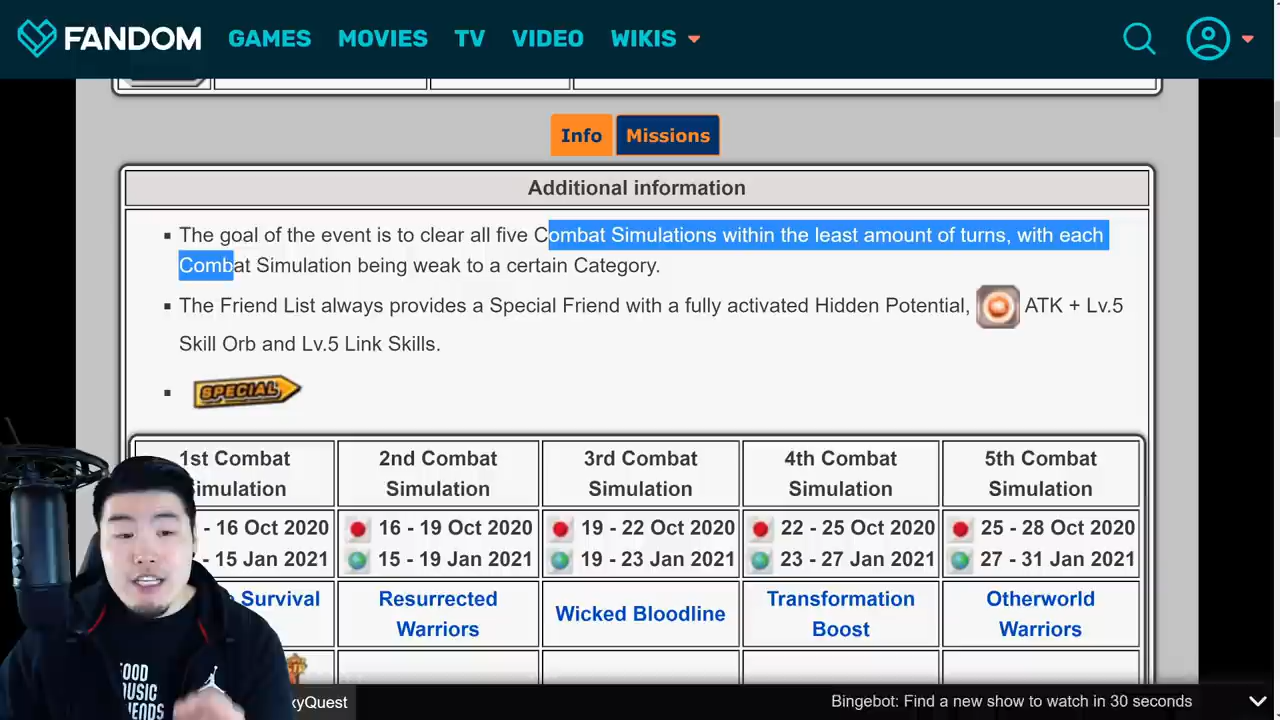 FANDOM GAMES MOVIES TV VIDEO WIKIS
Info Missions
Additional information
The goal of the event is to clear all five Combat Simulations within the least amount of turns, with each
Combat Simulation being weak to a certain Category.
The Friend List always provides a Special Friend with a fully activated Hidden Potential, ATK + Lv.5
Skill Orb and Lv.5 Link Skills.
SPECIAL
1st Combat 2nd Combat 3rd Combat 4th Combat 5th Combat
Simulation Simulation Simulation Simulation
- 16 Oct 2020 16 - 19 Oct 2020 19 - 22 Oct 2020 22 - 25 Oct 2020 25 - 28 Oct 2020
- 15 Jan 2021 15 - 19 Jan 2021 19 - 23 Jan 2021 23 - 27 Jan 2021 27 - 31 Jan 2021
Survival Resurrected Wicked Bloodline Transformation Otherworld
Warriors Boost Warriors
MUSIC
Bingebot: Find a new show to watch in 30 seconds